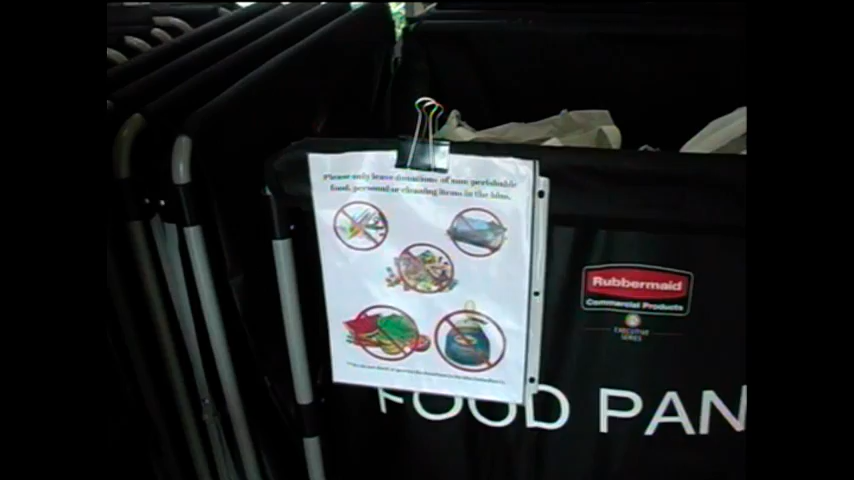 Please only leave donations of non-perishable
food, personal or cleaning items in the bins.
Rubbermaid
Commercial Products
EXECUTIVE
SERIES
FOOD PAN